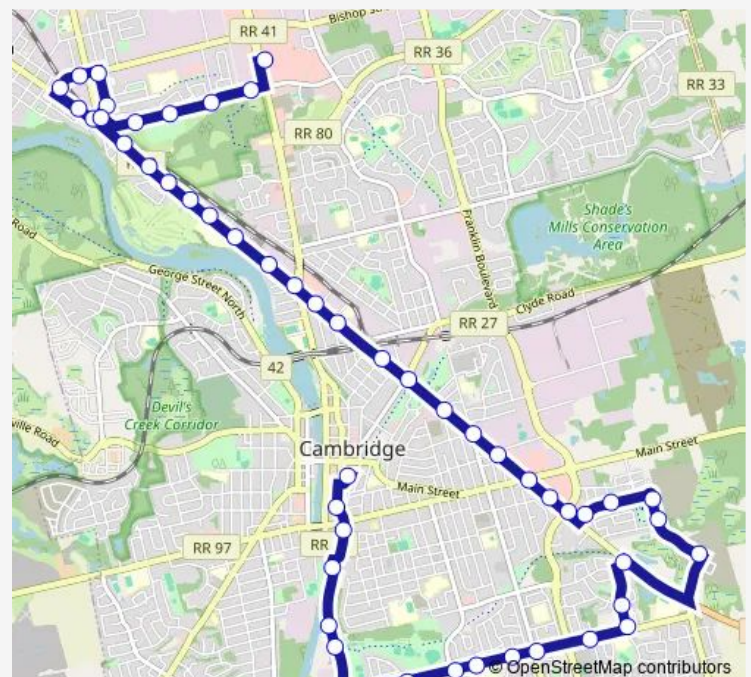 Bishop
RR 41
RR 36
RR 33
RR 80
Shade's
Mills Conservation
Area
Road
Franklin Boulevard
George Street North
Clyde Road
RR 27
42
Devil's
Creek Corridor
ville Road
Cambridge
Main Street
Main Street
RR 97
RR
© OpenStreetMap contributors